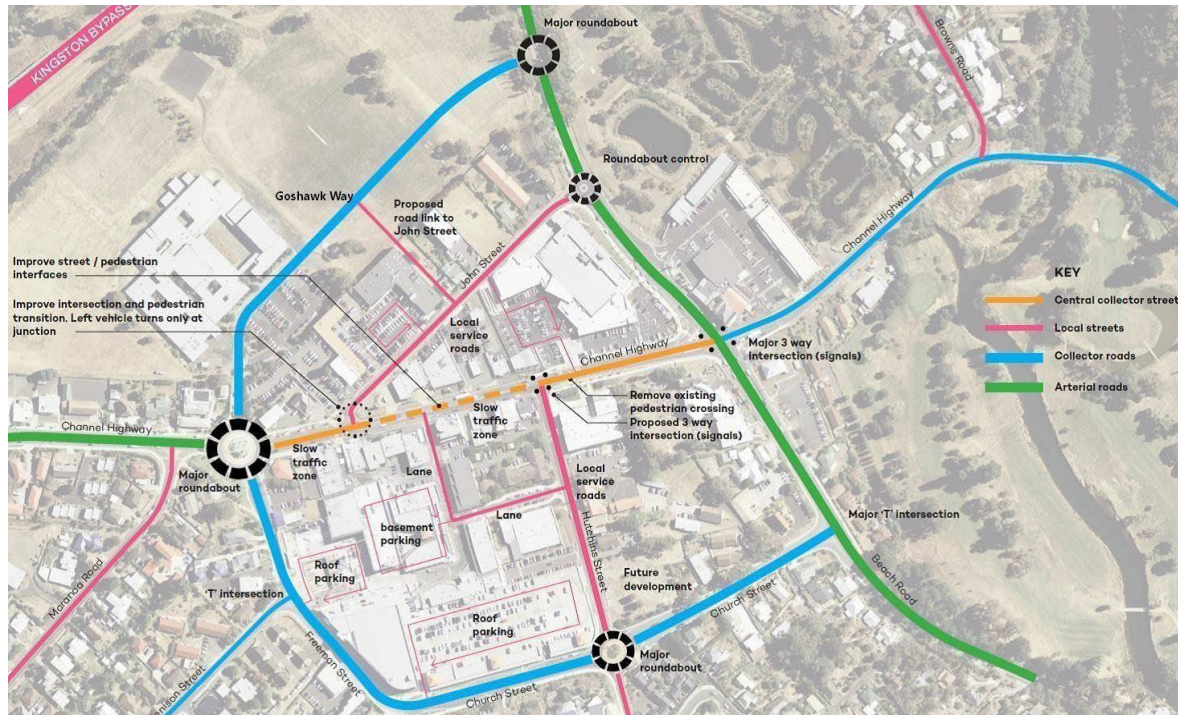 KINGSTON BYPASS
Major roundabout
Browns Road
Roundabout control
Goshawk Way
Proposed
road link to
John Street
John Street
Channel Highway
Improve street / pedestrian
interfaces
Improve intersection and pedestrian
transition. Left vehicle turns only at
junction
KEY
Central collector street
Local streets
Collector roads
Arterial roads
Local
service
roads
Channel Highway
Major 3 way
intersection (signals)
Remove existing
pedestrian crossing
Proposed 3 way
intersection (signals)
Slow
traffic
zone
Channel Highway
Slow
traffic
zone
Major
roundabout
Lane
Local
service
roads
Lane
basement
parking
Hutchins Street
Major ‘T’ intersection
Maranoa Road
Roof
parking
‘T’ intersection
Future
development
Beach Road
Church Street
Roof
parking
Freeman Street
Major
roundabout
Church Street
Street